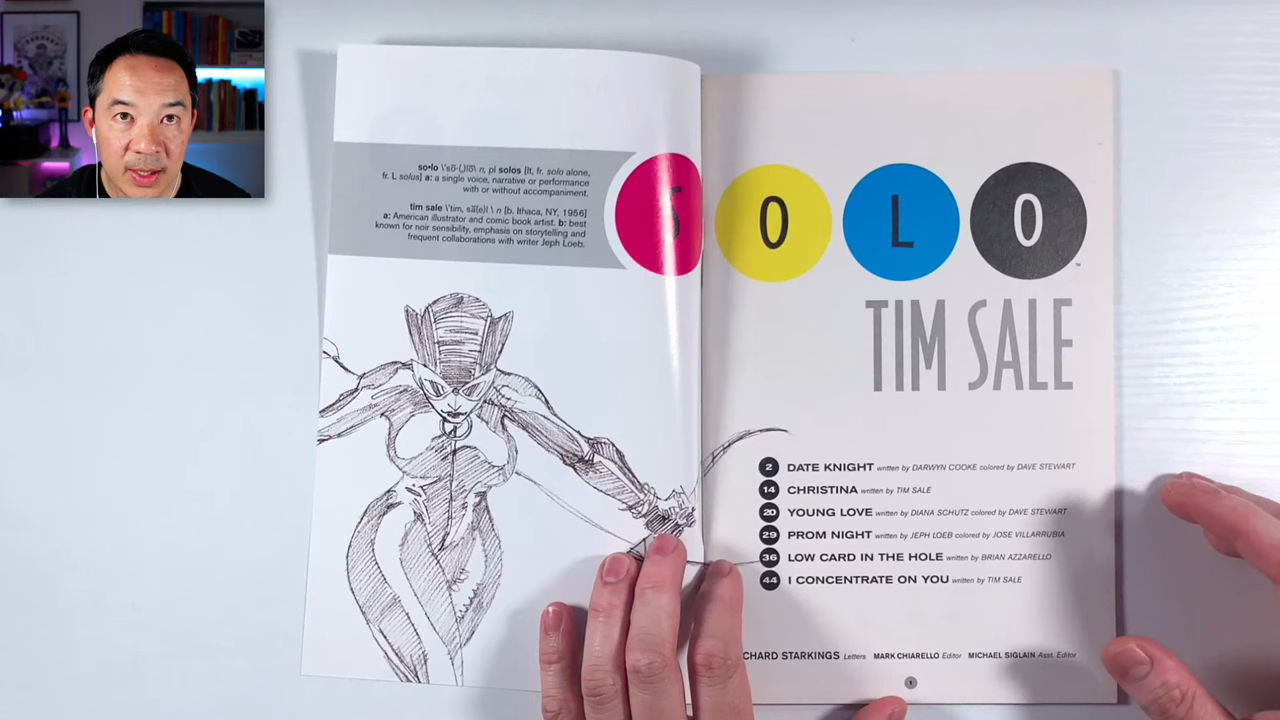 so•lo \'sō-(,)lō\ n, pl solos [It, fr. solo alone,
fr. L solus] a: a single voice, narrative or performance
with or without accompaniment.
tim sale \'tim, sā(e)l \ n [b. Ithaca, NY, 1956]
a: American illustrator and comic book artist. b: best
known for noir sensibility, emphasis on storytelling and
frequent collaborations with writer Jeph Loeb.
SOLO™
TIM SALE
2 DATE KNIGHT written by DARWYN COOKE colored by DAVE STEWART
14 CHRISTINA written by TIM SALE
20 YOUNG LOVE written by DIANA SCHUTZ colored by DAVE STEWART
29 PROM NIGHT written by JEPH LOEB colored by JOSE VILLARRUBIA
36 LOW CARD IN THE HOLE written by BRIAN AZZARELLO
44 I CONCENTRATE ON YOU written by TIM SALE
CHARD STARKINGS Letters MARK CHIARELLO Editor MICHAEL SIGLAIN Asst. Editor
1